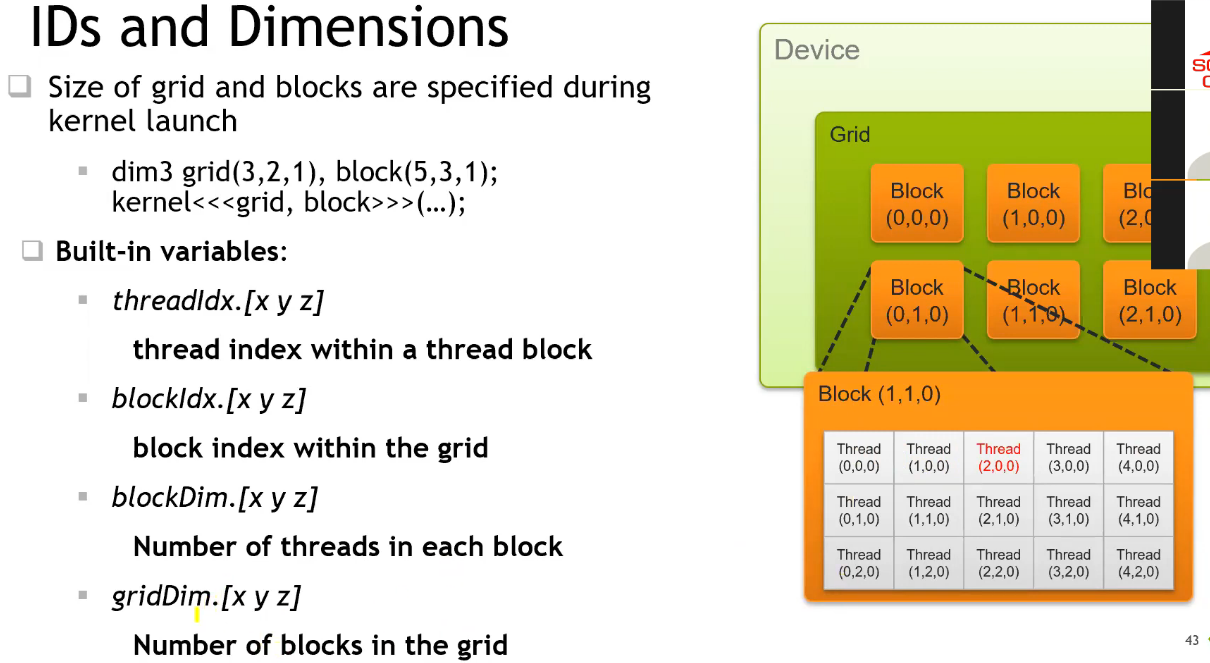 IDs and Dimensions
Size of grid and blocks are specified during
kernel launch
dim3 grid(3,2,1), block(5,3,1);
kernel<<<grid, block>>>(…);
Built-in variables:
threadIdx.[x y z]
thread index within a thread block
blockIdx.[x y z]
block index within the grid
blockDim.[x y z]
Number of threads in each block
gridDim.[x y z]
Number of blocks in the grid
Device
Grid
Block
(0,0,0)
Block
(1,0,0)
Block
(0,1,0)
Block
(1,1,0)
Block
(2,1,0)
Block (1,1,0)
Thread
(0,0,0)
Thread
(1,0,0)
Thread
(2,0,0)
Thread
(3,0,0)
Thread
(4,0,0)
Thread
(0,1,0)
Thread
(1,1,0)
Thread
(2,1,0)
Thread
(3,1,0)
Thread
(4,1,0)
Thread
(0,2,0)
Thread
(1,2,0)
Thread
(2,2,0)
Thread
(3,2,0)
Thread
(4,2,0)
43